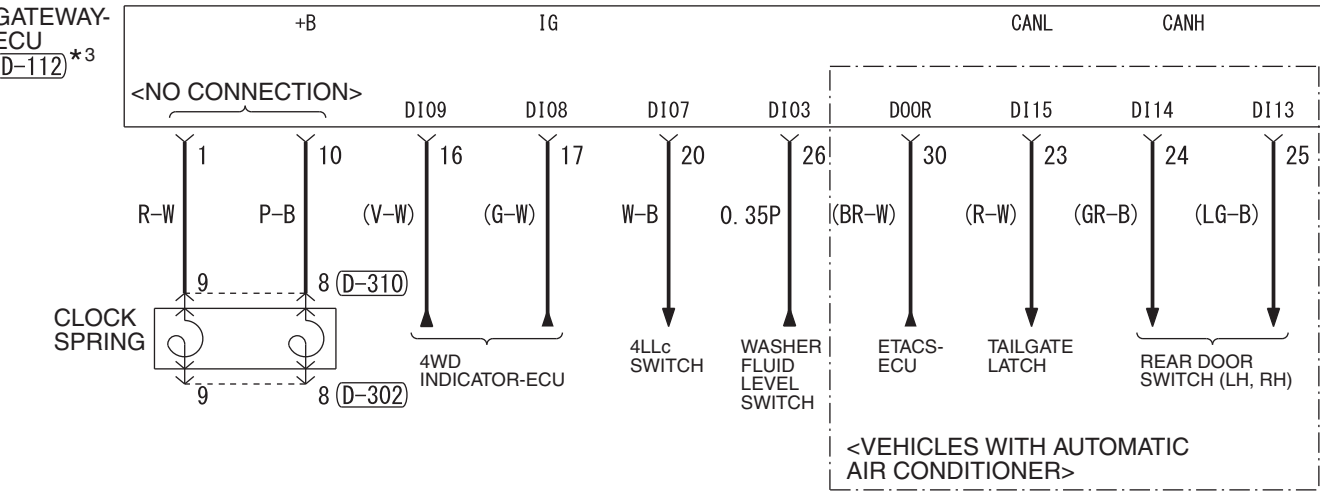 GATEWAY-
ECU
D-112 *3
+B IG CANL CANH
<NO CONNECTION>
DI09 DI08 DI07 DI03 DOOR DI15 DI14 DI13
1 10 16 17 20 26 30 23 24 25
R-W P-B (V-W) (G-W) W-B 0.35P (BR-W) (R-W) (GR-B) (LG-B)
9 8 D-310
CLOCK
SPRING
9 8 D-302
4WD
INDICATOR-ECU
4LLc
SWITCH
WASHER
FLUID
LEVEL
SWITCH
ETACS-
ECU
TAILGATE
LATCH
REAR DOOR
SWITCH (LH, RH)
<VEHICLES WITH AUTOMATIC
AIR CONDITIONER>